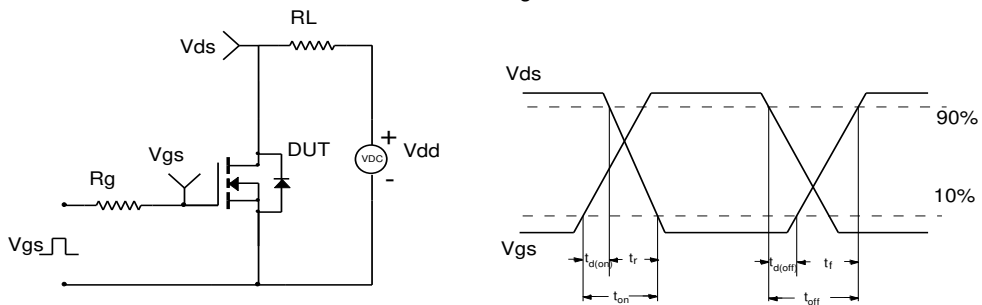 RL
Vds
Vds
90%
+
Vgs
DUT
VDC
Vdd
Rg
-
10%
Vgs
Vgs
td(on)
tr
td(off)
tf
ton
toff